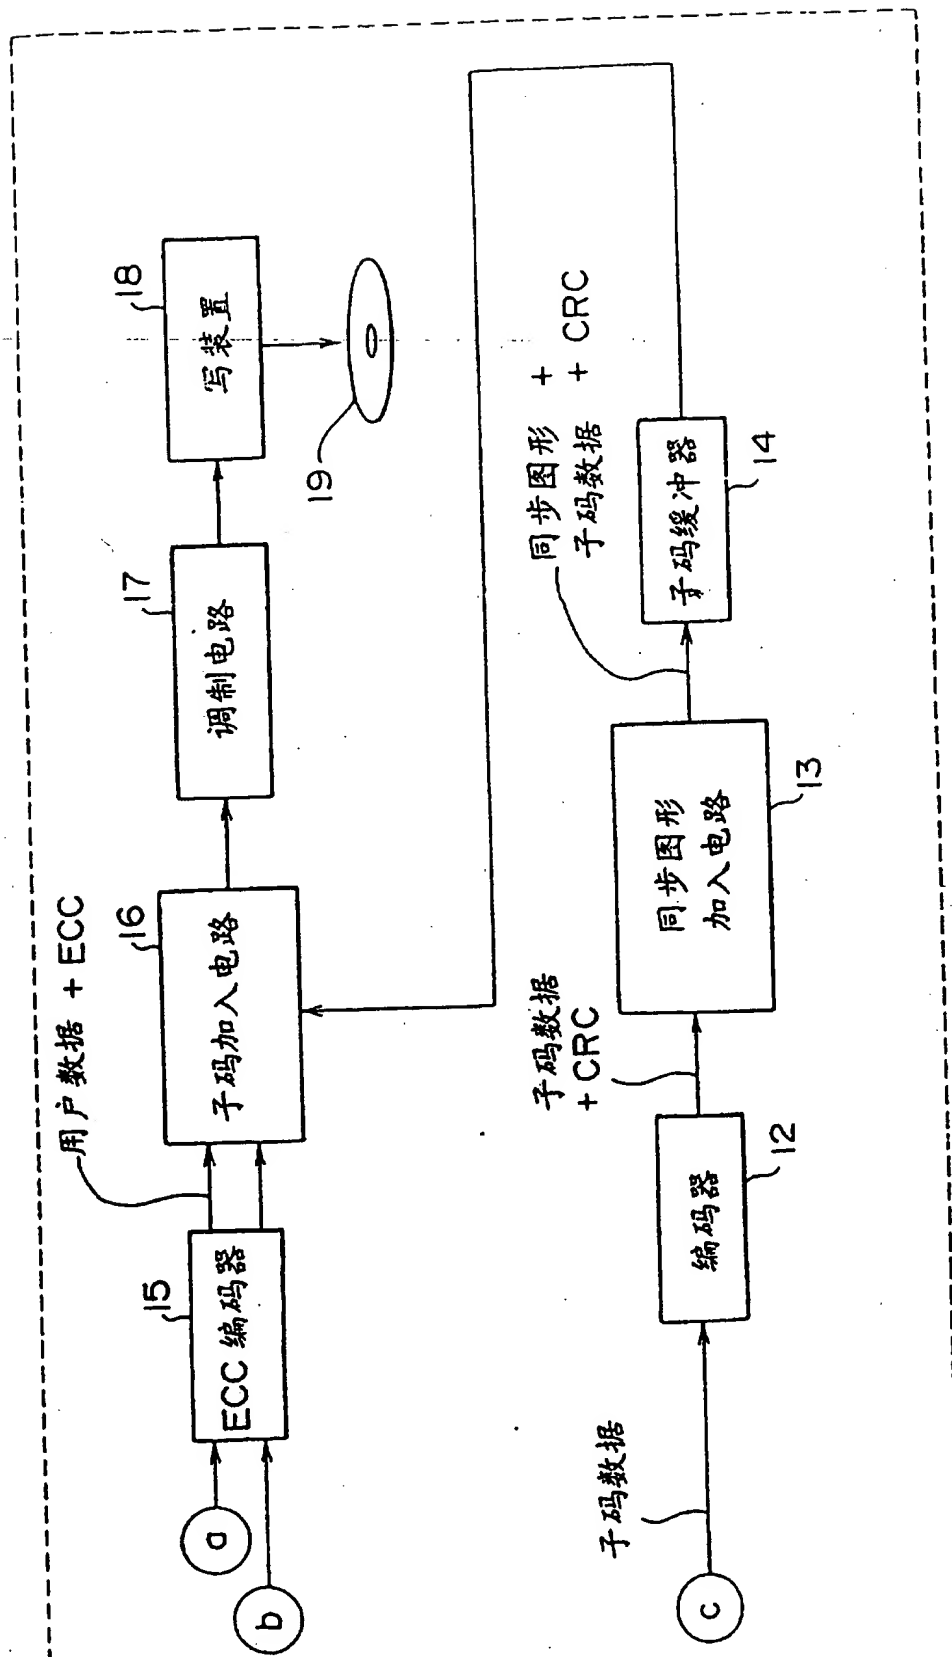 用户数据 + ECC
a
b
15
ECC 编码器
16
子码加入电路
17
调制电路
18
写装置
19
c
子码数据
12
编码器
子码数据
+ CRC
13
同步图形
加入电路
同步图形 +
子码数据 + CRC
14
子码缓冲器